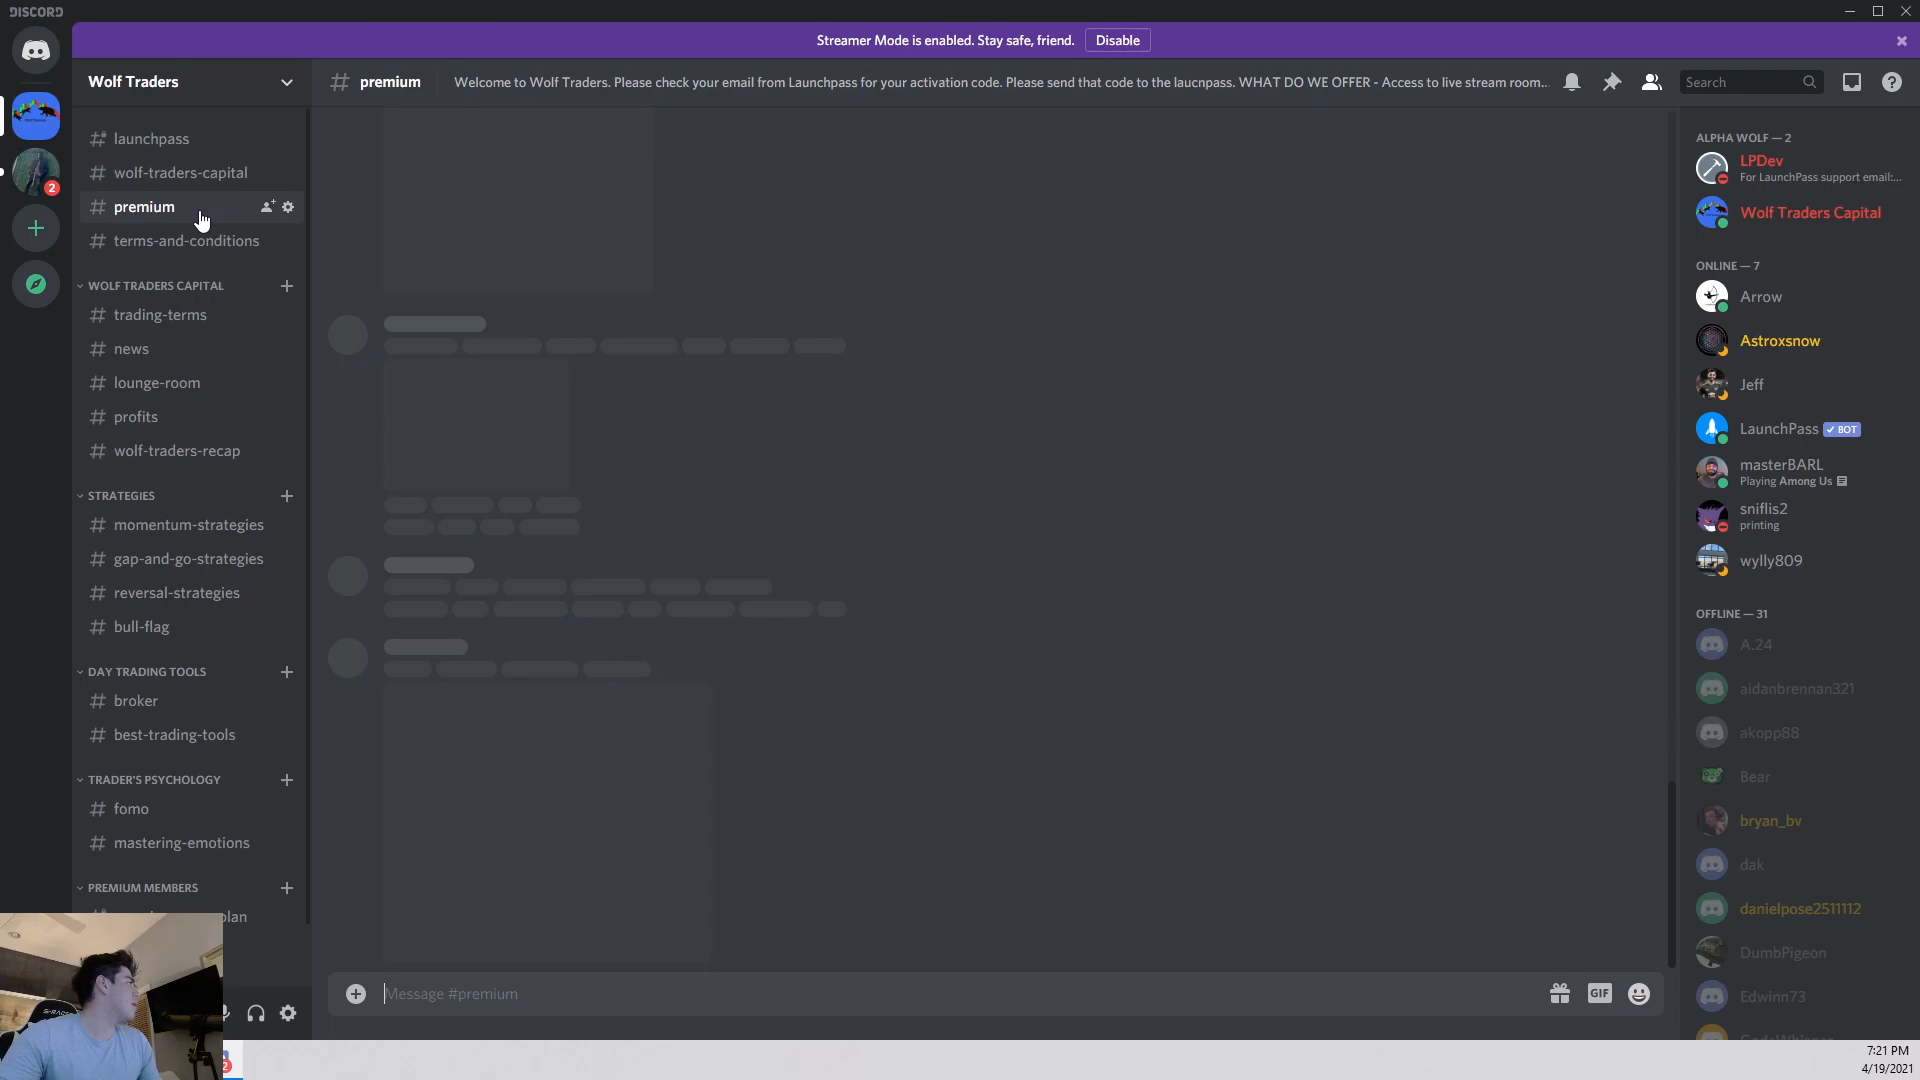 DISCORD
Streamer Mode is enabled. Stay safe, friend.
Disable
Wolf Traders
premium
Welcome to Wolf Traders. Please check your email from Launchpass for your activation code. Please send that code to the laucnpass. WHAT DO WE OFFER - Access to live stream room...
Search
launchpass
wolf-traders-capital
premium
terms-and-conditions
WOLF TRADERS CAPITAL
trading-terms
news
lounge-room
profits
wolf-traders-recap
STRATEGIES
momentum-strategies
gap-and-go-strategies
reversal-strategies
bull-flag
DAY TRADING TOOLS
broker
best-trading-tools
TRADER'S PSYCHOLOGY
fomo
mastering-emotions
PREMIUM MEMBERS
2
Message #premium
GIF
ALPHA WOLF — 2
LPDev
For LaunchPass support email:...
Wolf Traders Capital
ONLINE — 7
Arrow
Astroxsnow
Jeff
LaunchPass
BOT
masterBARL
Playing Among Us
sniflis2
printing
wylly809
OFFLINE — 31
A.24
aidanbrennan321
akopp88
Bear
bryan_bv
dak
danielpose2511112
DumbPigeon
Edwinn73
2
7:21 PM
4/19/2021